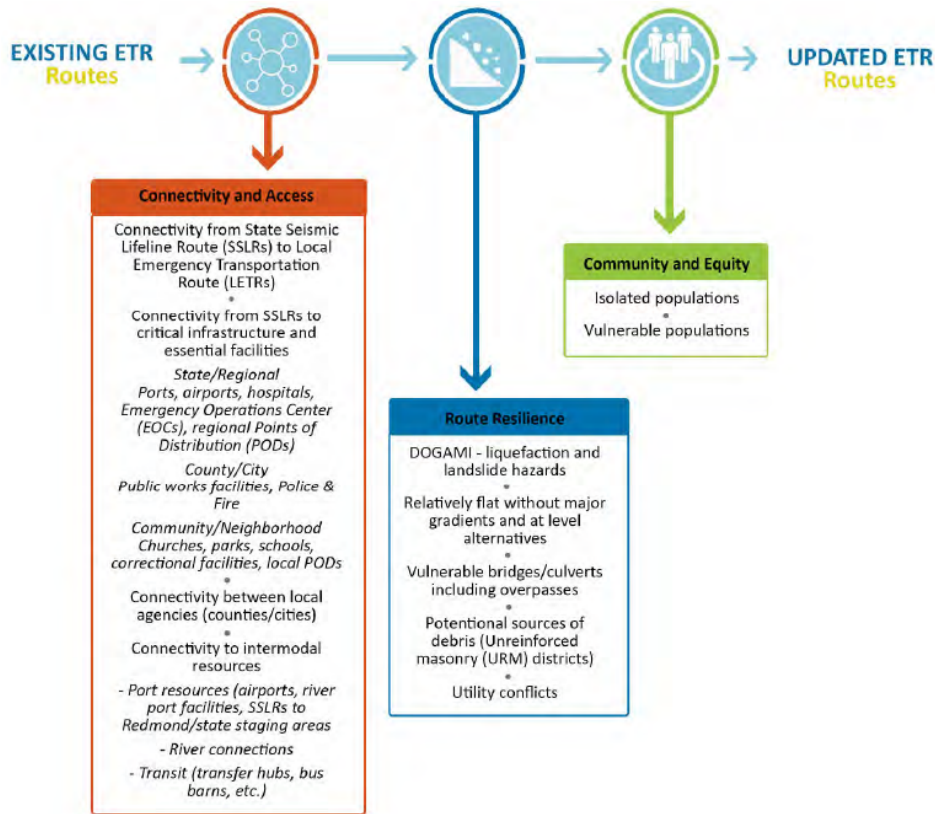 EXISTING ETR
Routes
UPDATED ETR
Routes
Connectivity and Access
Connectivity from State Seismic
Lifeline Route (SSLRs) to Local
Emergency Transportation
Route (LETRs)
•
Connectivity from SSLRs to
critical infrastructure and
essential facilities
State/Regional
Ports, airports, hospitals,
Emergency Operations Center
(EOCs), regional Points of
Distribution (PODs)
County/City
Public works facilities, Police &
Fire
Community/Neighborhood
Churches, parks, schools,
correctional facilities, local PODs
•
Connectivity between local
agencies (counties/cities)
•
Connectivity to intermodal
resources
- Port resources (airports, river
port facilities, SSLRs to
Redmond/state staging areas
- River connections
- Transit (transfer hubs, bus
barns, etc.)
Route Resilience
DOGAMI - liquefaction and
landslide hazards
•
Relatively flat without major
gradients and at level
alternatives
•
Vulnerable bridges/culverts
including overpasses
•
Potential sources of
debris (Unreinforced
masonry (URM) districts)
•
Utility conflicts
Community and Equity
Isolated populations
•
Vulnerable populations